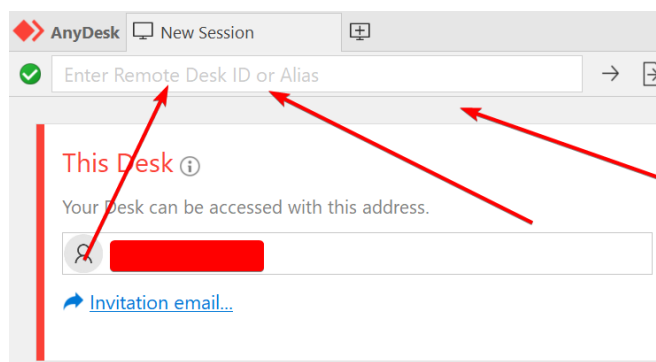 AnyDesk New Session
Enter Remote Desk ID or Alias
This Desk
Your Desk can be accessed with this address.
Invitation email...